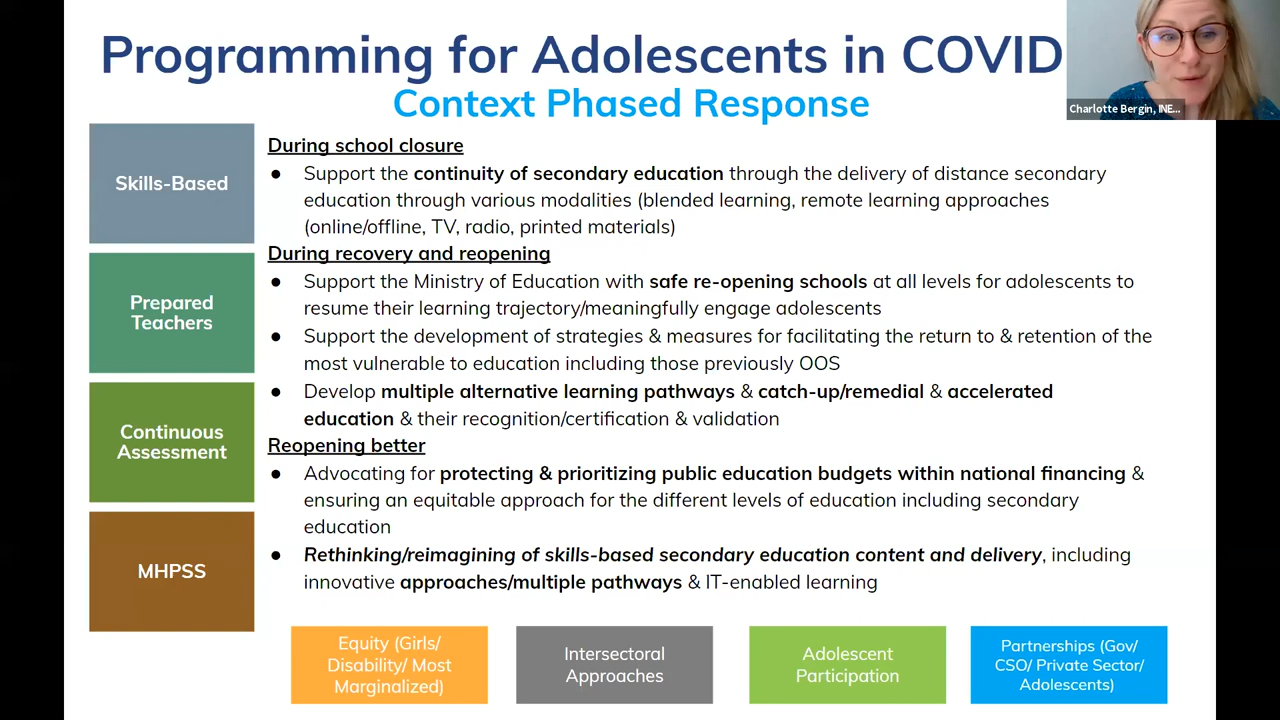 Programming for Adolescents in COVID
Context Phased Response
Charlotte Bergin, INE...
Skills-Based
Prepared
Teachers
Continuous
Assessment
MHPSS
During school closure
● Support the continuity of secondary education through the delivery of distance secondary
education through various modalities (blended learning, remote learning approaches
(online/offline, TV, radio, printed materials)
During recovery and reopening
● Support the Ministry of Education with safe re-opening schools at all levels for adolescents to
resume their learning trajectory/meaningfully engage adolescents
● Support the development of strategies & measures for facilitating the return to & retention of the
most vulnerable to education including those previously OOS
● Develop multiple alternative learning pathways & catch-up/remedial & accelerated
education & their recognition/certification & validation
Reopening better
● Advocating for protecting & prioritizing public education budgets within national financing &
ensuring an equitable approach for the different levels of education including secondary
education
● Rethinking/reimagining of skills-based secondary education content and delivery, including
innovative approaches/multiple pathways & IT-enabled learning
Equity (Girls/
Disability/ Most
Marginalized)
Intersectoral
Approaches
Adolescent
Participation
Partnerships (Gov/
CSO/ Private Sector/
Adolescents)